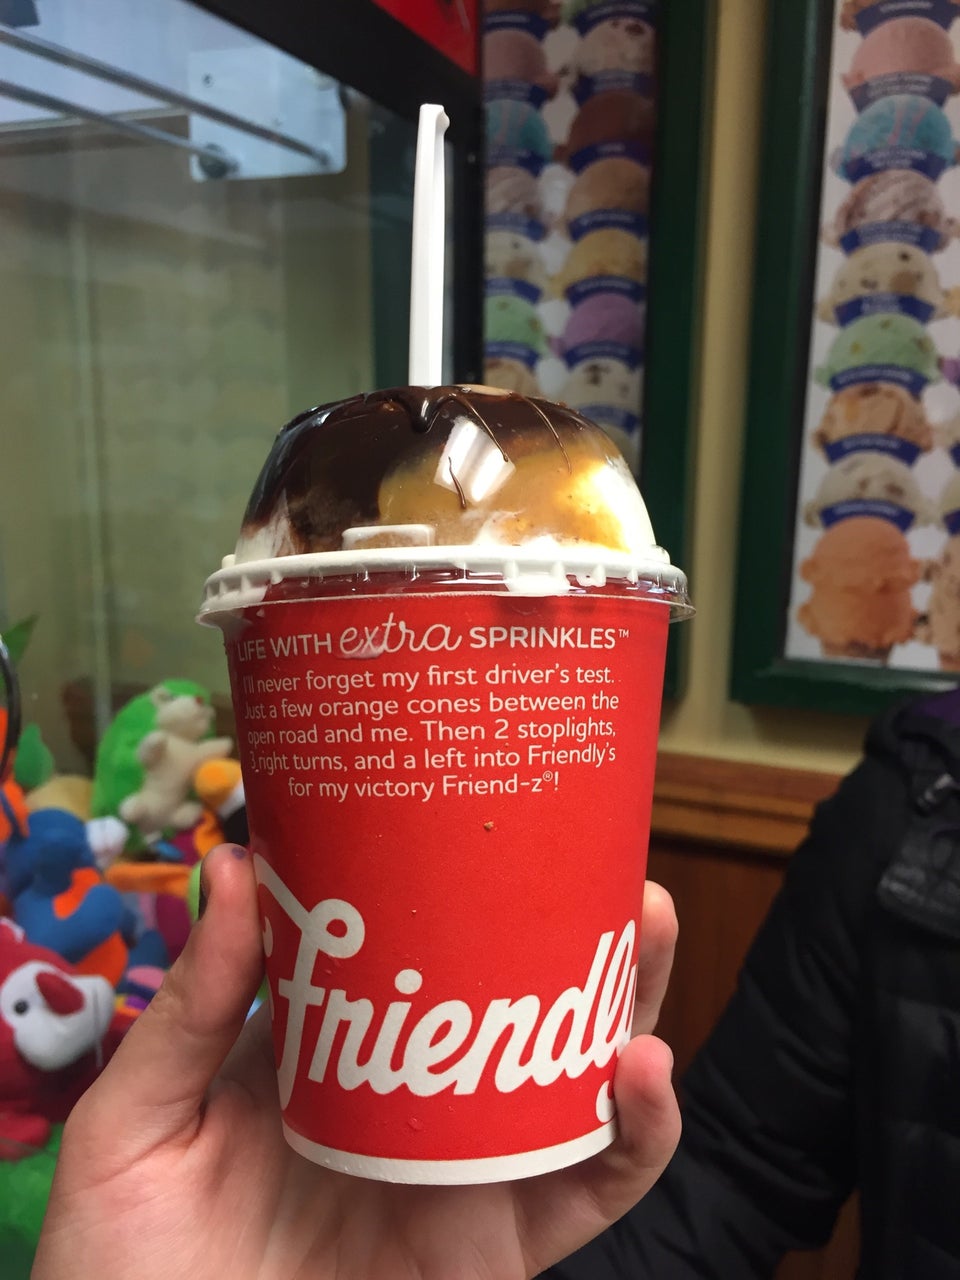 LIFE WITH extra SPRINKLES™
I'll never forget my first driver's test.
Just a few orange cones between the
open road and me. Then 2 stoplights,
3 right turns, and a left into Friendly's
for my victory Friend-z®!
Friendly